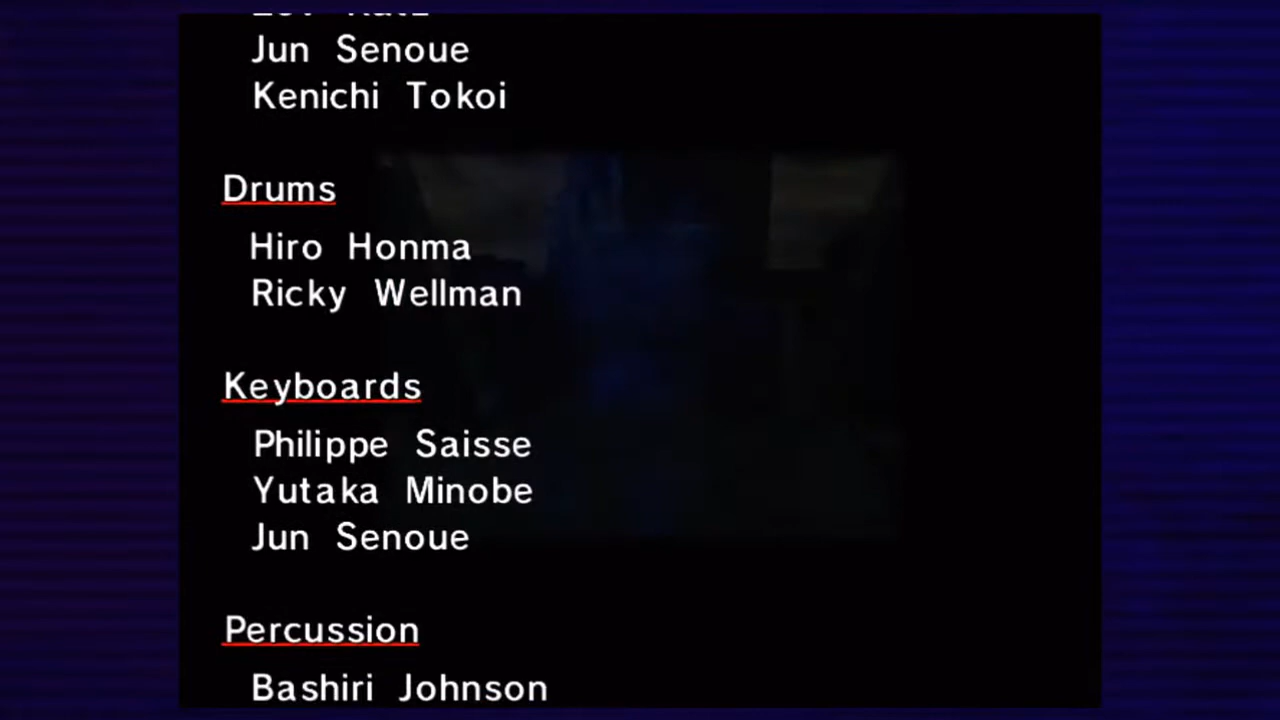 Jun Senoue
Kenichi Tokoi
Drums
Hiro Honma
Ricky Wellman
Keyboards
Philippe Saisse
Yutaka Minobe
Jun Senoue
Percussion
Bashiri Johnson